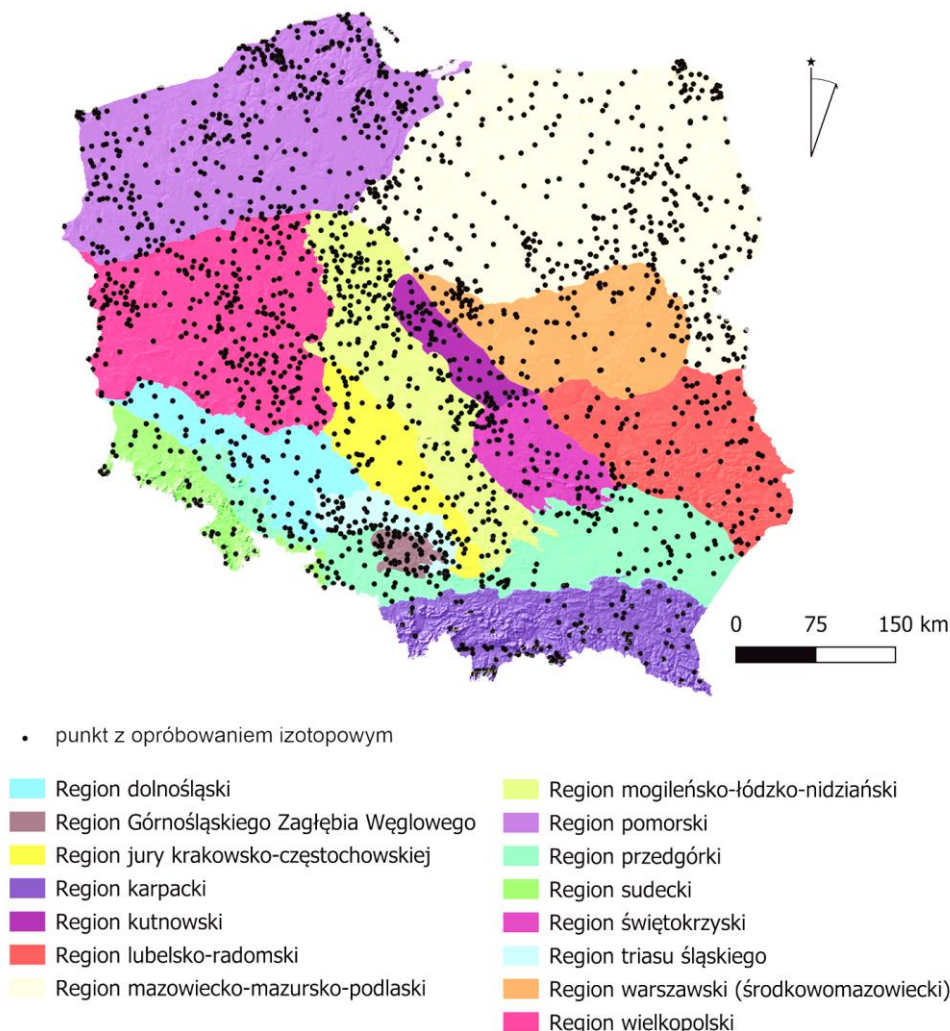 0 75 150 km
punkt z opróbowaniem izotopowym
Region dolnośląski
Region Górnośląskiego Zagłębia Węglowego
Region jury krakowsko-częstochowskiej
Region karpacki
Region kutnowski
Region lubelsko-radomski
Region mazowiecko-mazursko-podlaski
Region mogileńsko-łódzko-nidziański
Region pomorski
Region przedgórki
Region sudecki
Region świętokrzyski
Region triasu śląskiego
Region warszawski (środkowomazowiecki)
Region wielkopolski